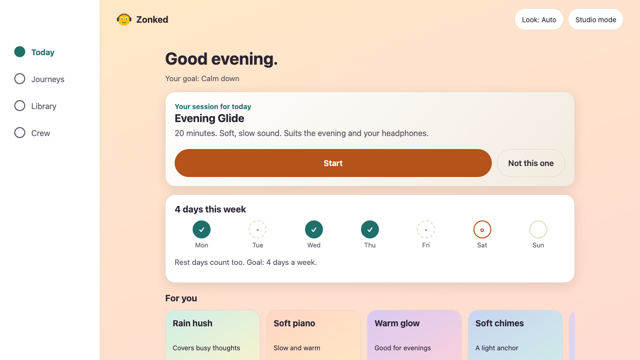 Zonked
Look: Auto
Studio mode
Today
Journeys
Library
Crew
Good evening.
Your goal: Calm down
Your session for today
Evening Glide
20 minutes. Soft, slow sound. Suits the evening and your headphones.
Start
Not this one
4 days this week
Mon
Tue
Wed
Thu
Fri
Sat
Sun
Rest days count too. Goal: 4 days a week.
For you
Rain hush
Covers busy thoughts
Soft piano
Slow and warm
Warm glow
Good for evenings
Soft chimes
A light anchor